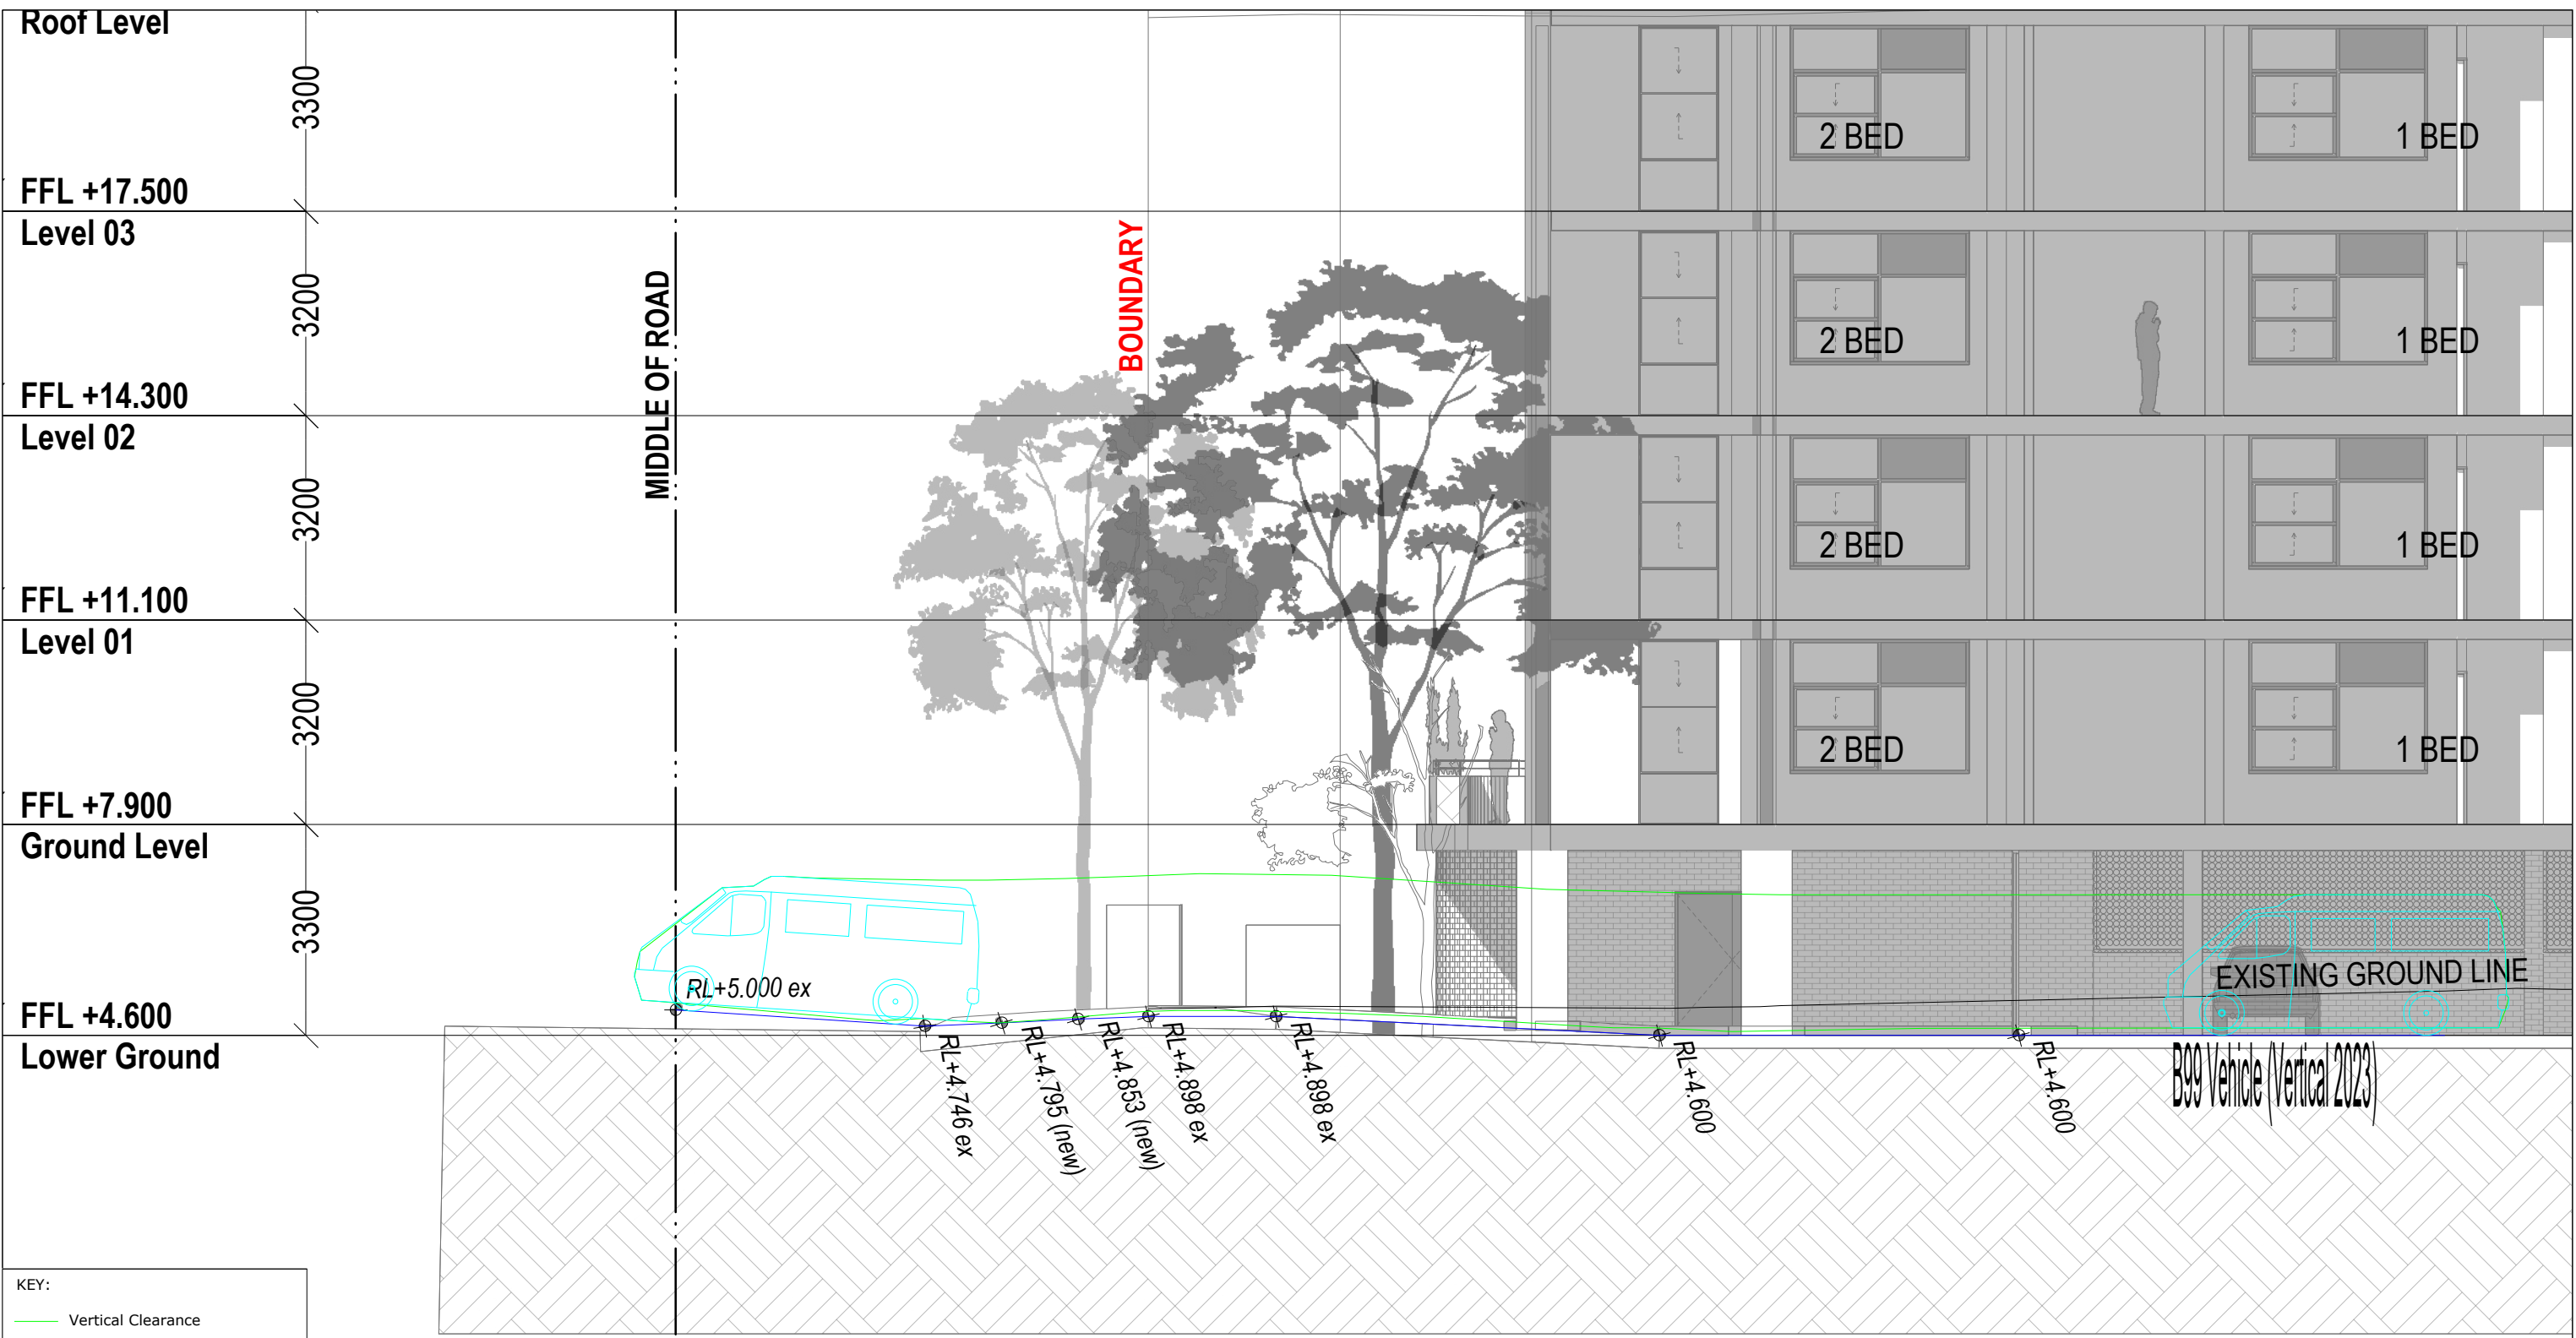 Roof Level
3300
FFL +17.500
Level 03
3200
FFL +14.300
Level 02
3200
FFL +11.100
Level 01
3200
FFL +7.900
Ground Level
3300
FFL +4.600
Lower Ground
MIDDLE OF ROAD
BOUNDARY
2 BED
1 BED
2 BED
1 BED
2 BED
1 BED
2 BED
1 BED
RL+5.000 ex
EXISTING GROUND LINE
RL+4.746 ex
RL+4.795 (new)
RL+4.853 (new)
RL+4.898 ex
RL+4.898 ex
RL+4.600
RL+4.600
B99 Vehicle (Vertical 2023)
KEY:
Vertical Clearance